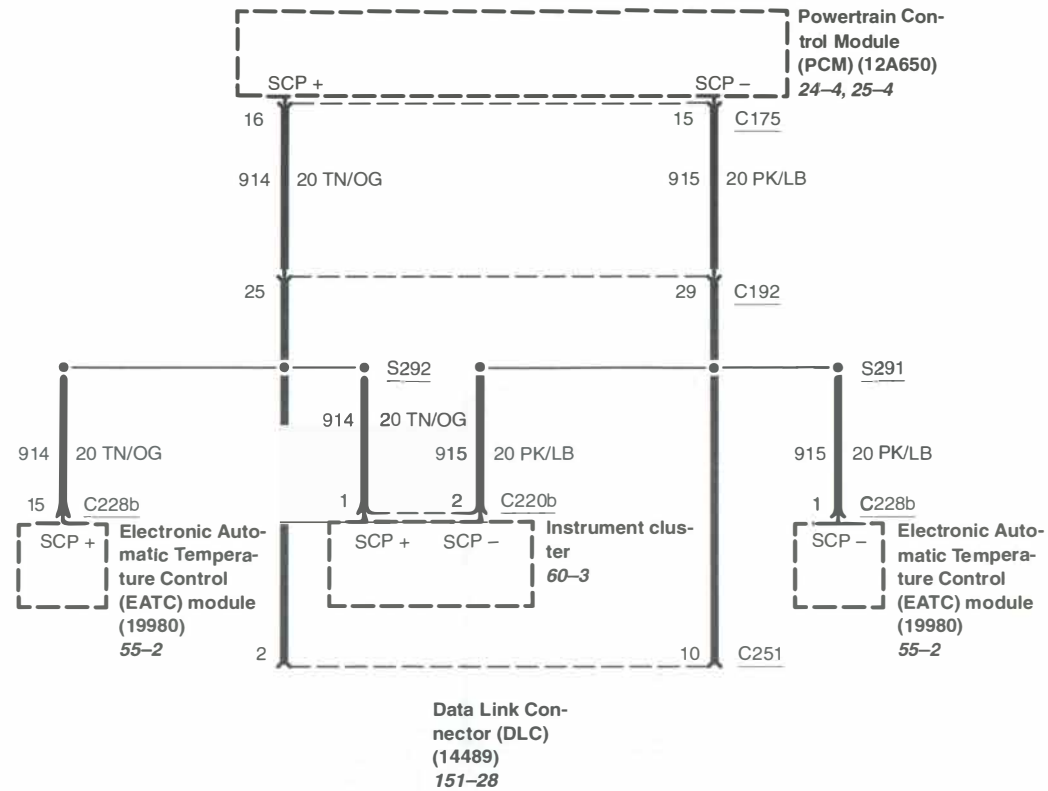 Powertrain Con-
trol Module
(PCM) (12A650)
24–4, 25–4
SCP + SCP –
16 15 C175
914 20 TN/OG 915 20 PK/LB
25 29 C192
S292 S291
914 20 TN/OG
914 20 TN/OG 915 20 PK/LB 915 20 PK/LB
15 C228b 1 2 C220b 1 C228b
SCP + SCP + SCP – SCP –
Electronic Auto-
matic Tempera-
ture Control
(EATC) module
(19980)
55–2
Instrument clus-
ter
60–3
Electronic Auto-
matic Tempera-
ture Control
(EATC) module
(19980)
55–2
2 10 C251
Data Link Con-
nector (DLC)
(14489)
151–28